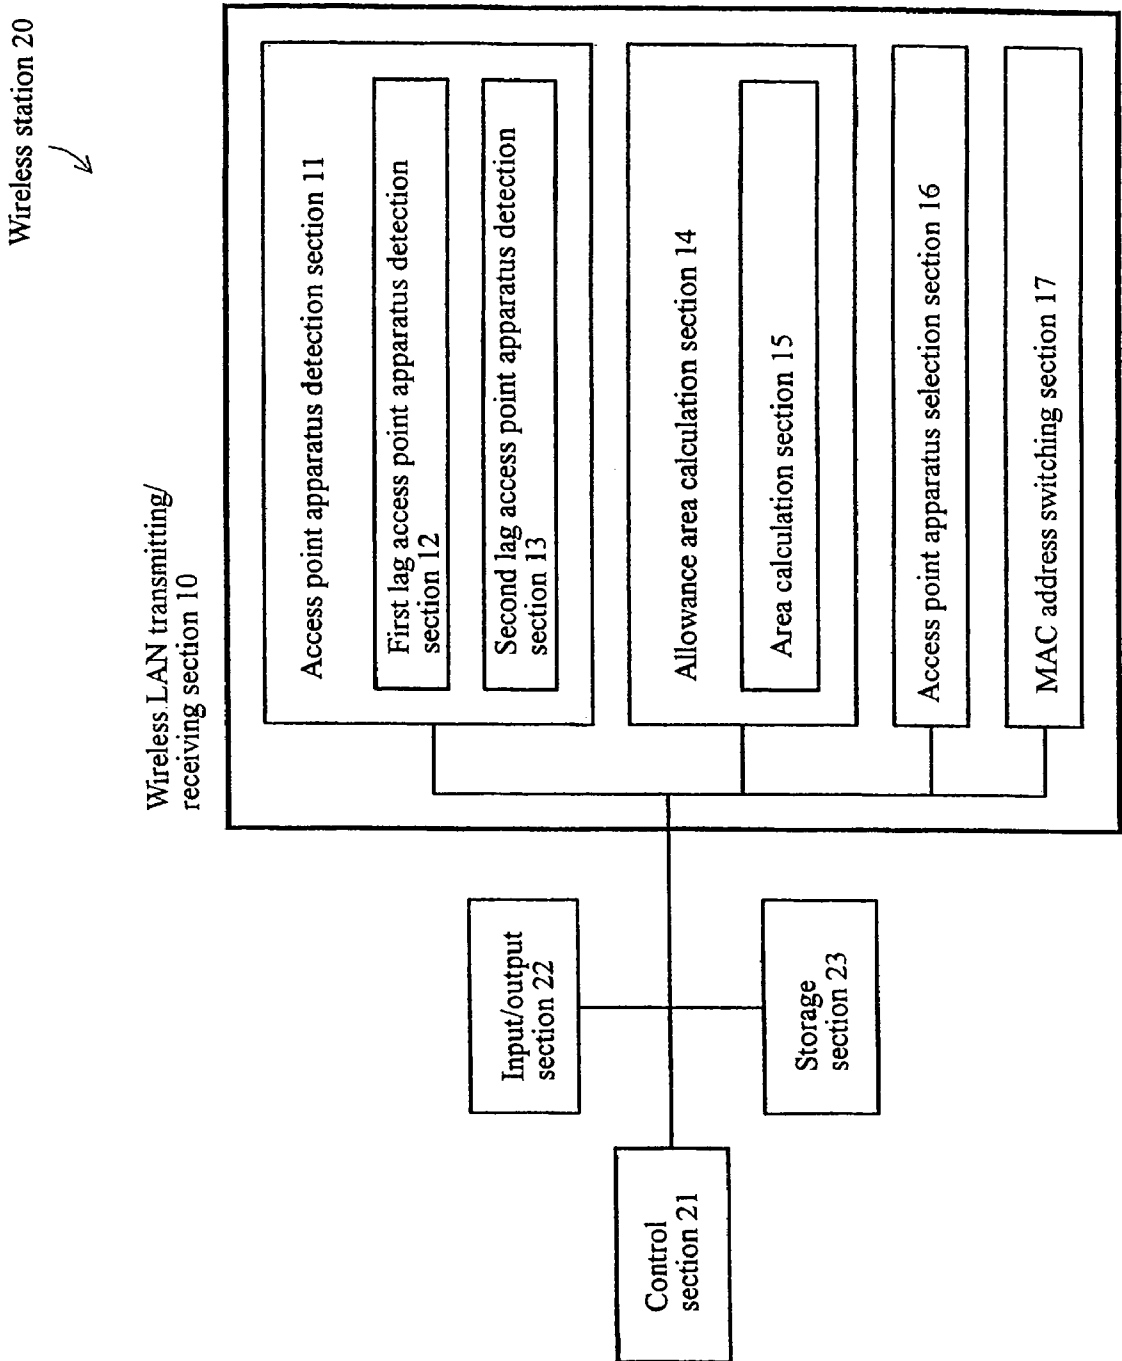 Wireless station 20
Wireless LAN transmitting/
receiving section 10
Access point apparatus detection section 11
First lag access point apparatus detection
section 12
Second lag access point apparatus detection
section 13
Allowance area calculation section 14
Area calculation section 15
Access point apparatus selection section 16
MAC address switching section 17
Input/output
section 22
Storage
section 23
Control
section 21